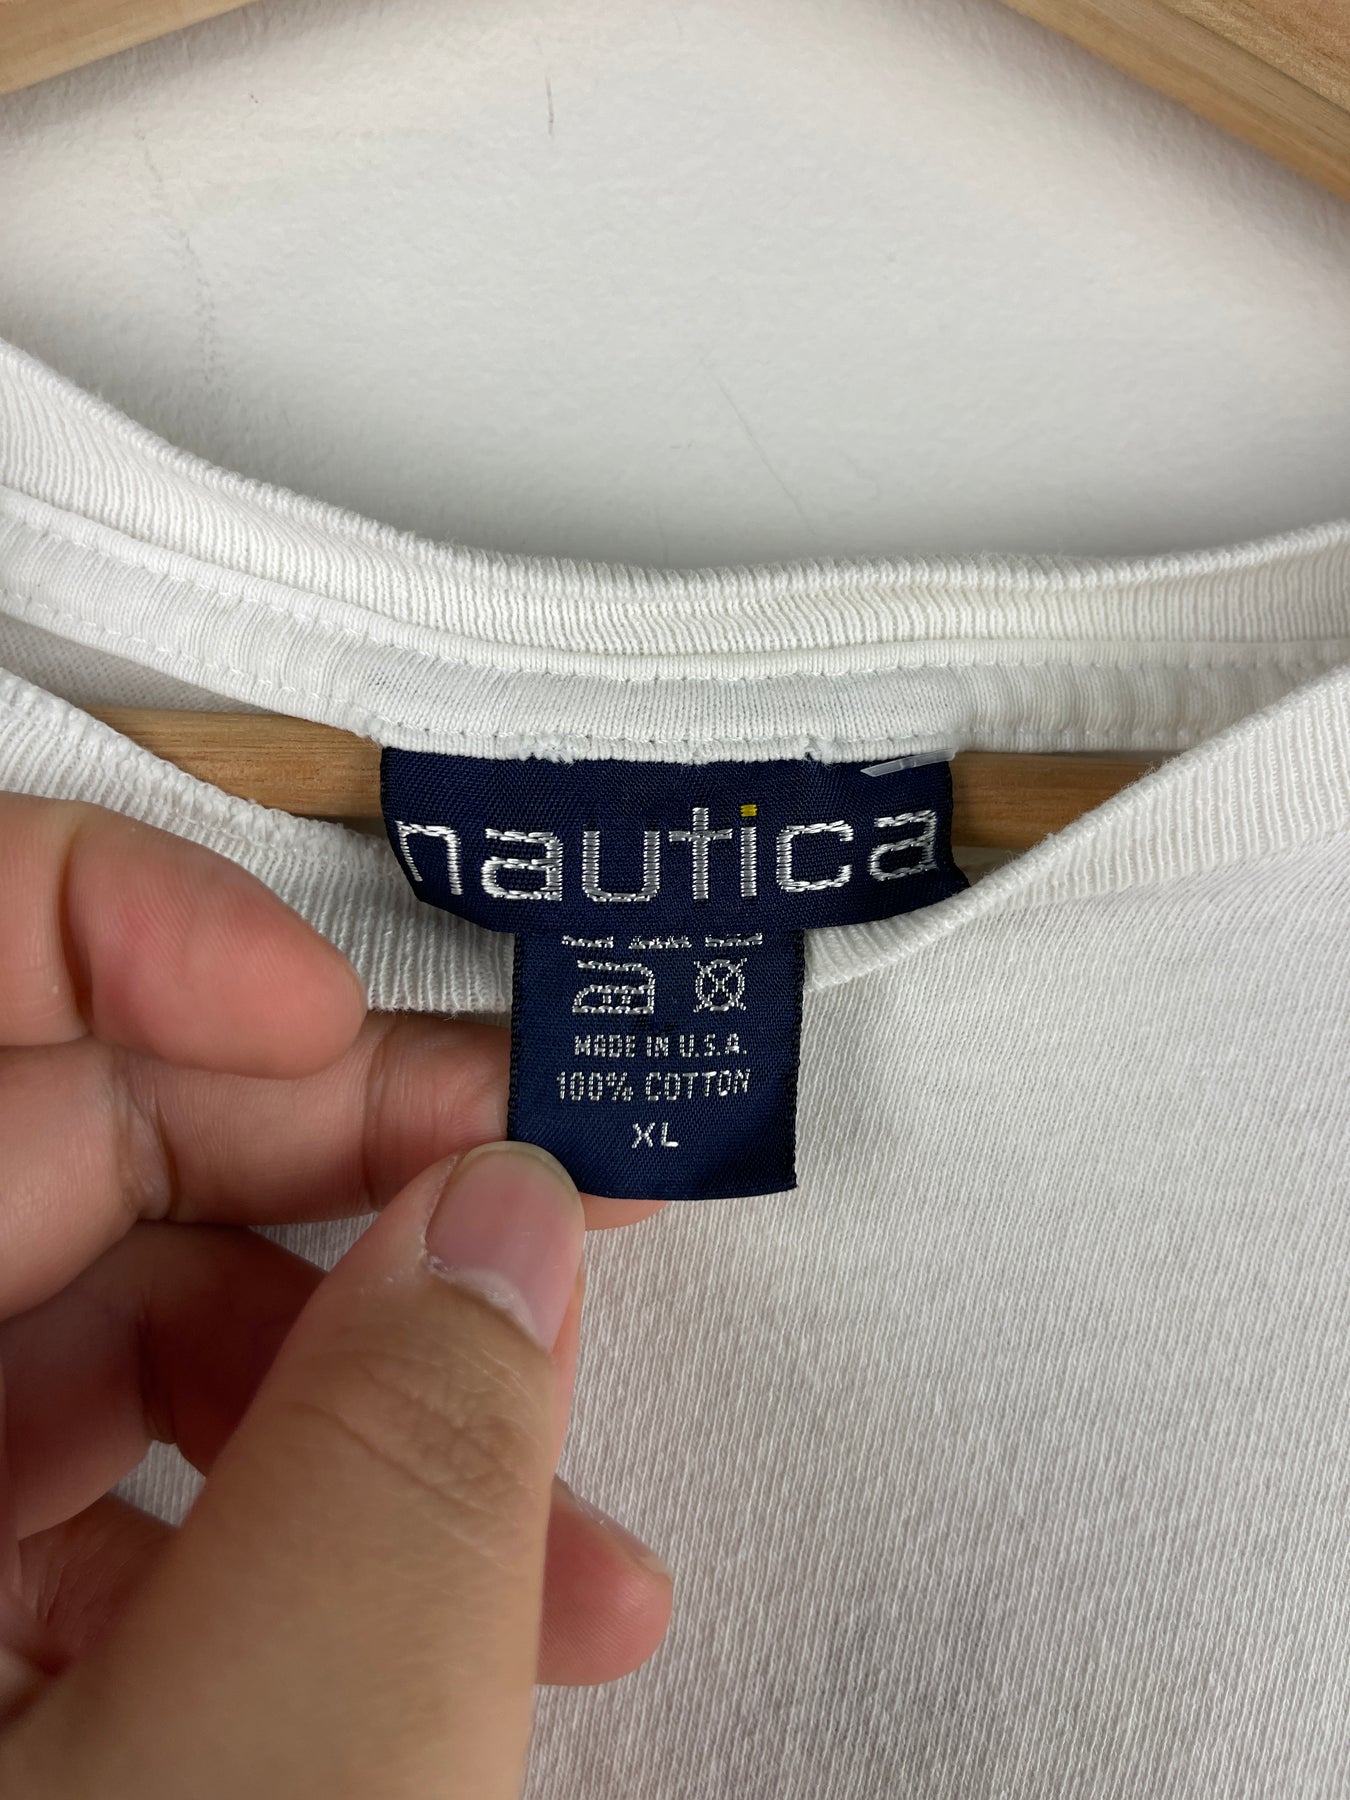 nautica
MADE IN U.S.A.
100% COTTON
XL